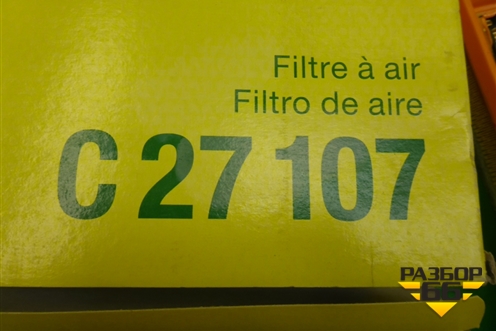 Filtre à air
Filtro de aire
C 27 107
РАЗБОР
66